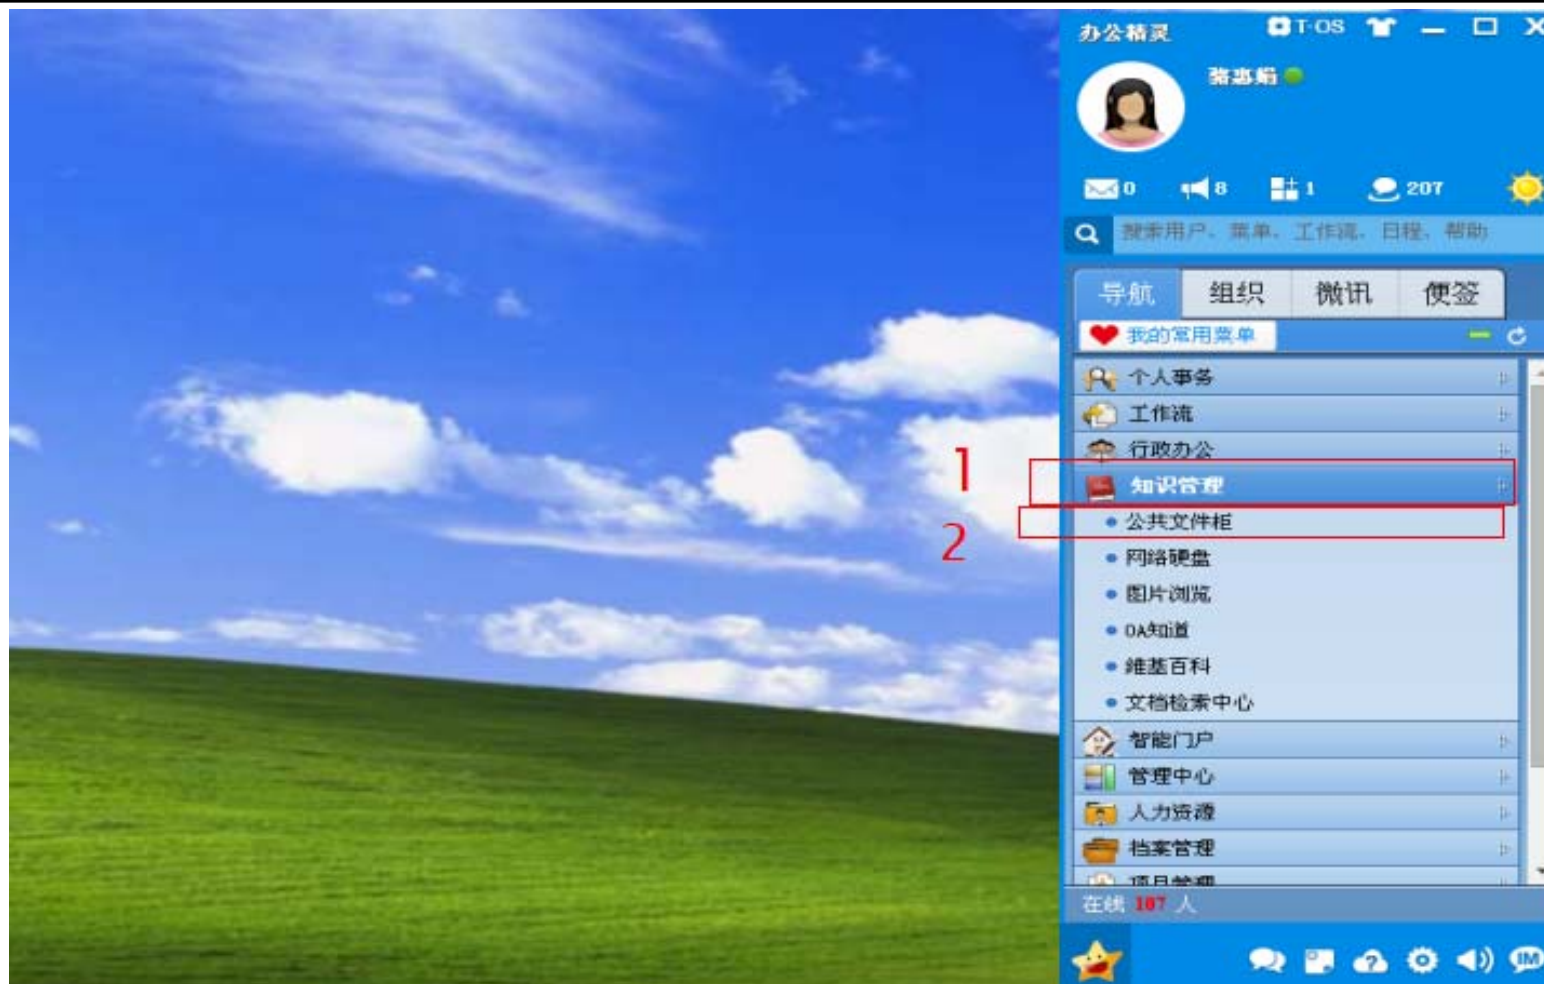 办公精灵 T-OS
0 8 1 207
搜索用户、菜单、工作流、日程、帮助
导航 组织 微讯 便签
我的常用菜单
个人事务
工作流
行政办公
1 知识管理
2 公共文件柜
网络硬盘
图片浏览
OA知道
维基百科
文档检索中心
智能门户
管理中心
人力资源
档案管理
项目管理
在线 107 人
IM